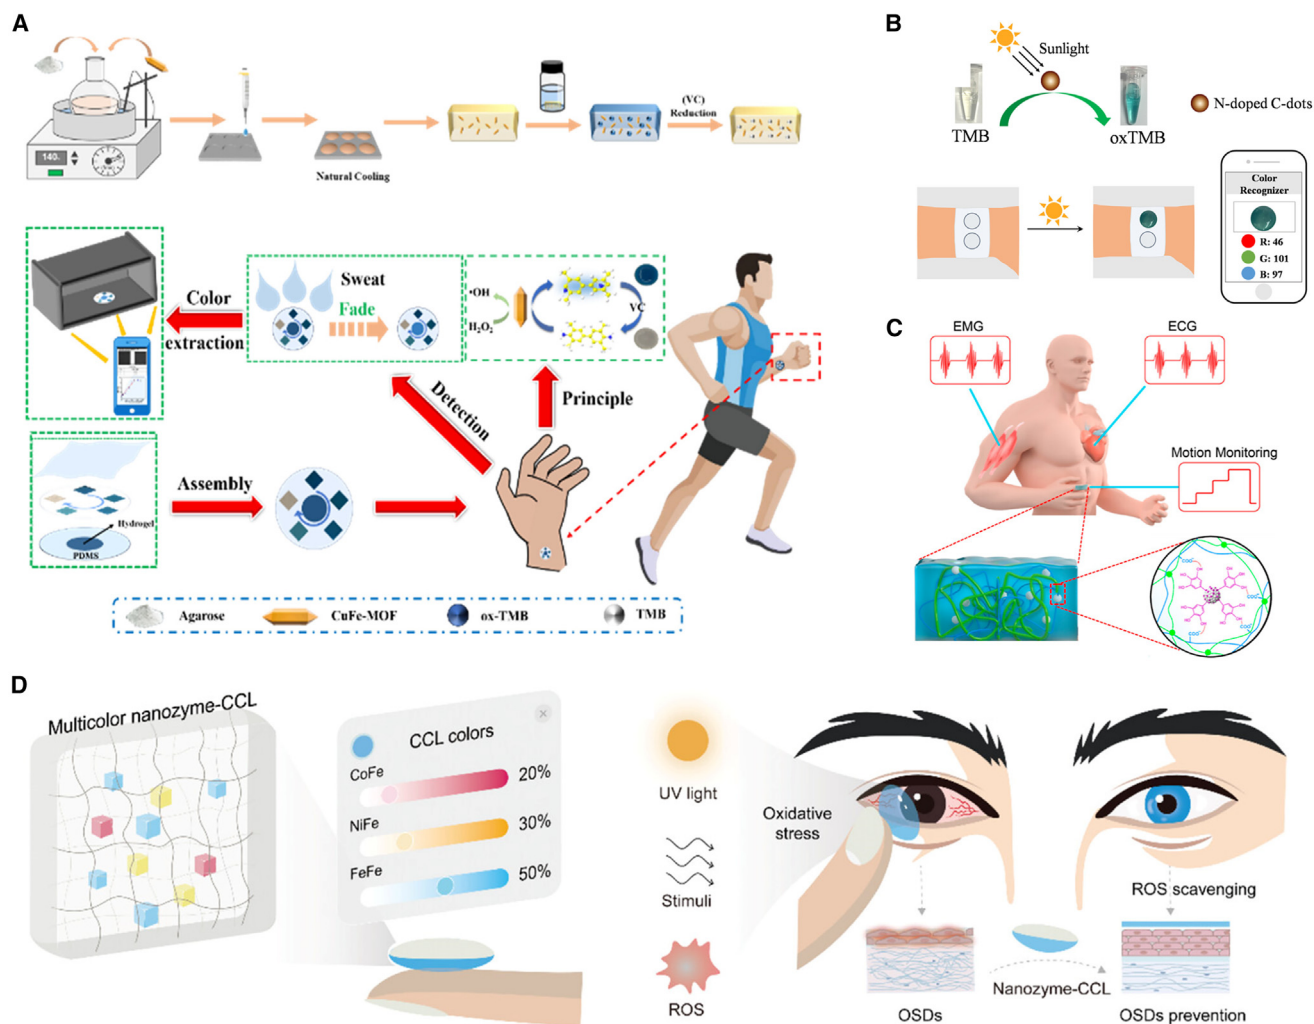 A
140.
Natural Cooling
(VC)
Reduction
Color
extraction
Sweat
Fade
•OH
H₂O₂
VC
Detection
Principle
Assembly
Hydrogel
PDMS
Agarose
CuFe-MOF
ox-TMB
TMB
B
Sunlight
TMB
oxTMB
N-doped C-dots
Color
Recognizer
R: 46
G: 101
B: 97
C
EMG
ECG
Motion Monitoring
D
Multicolor nanozyme-CCL
CCL colors
CoFe
20%
NiFe
30%
FeFe
50%
UV light
Stimuli
ROS
Oxidative
stress
ROS scavenging
Nanozyme-CCL
OSDs
OSDs prevention